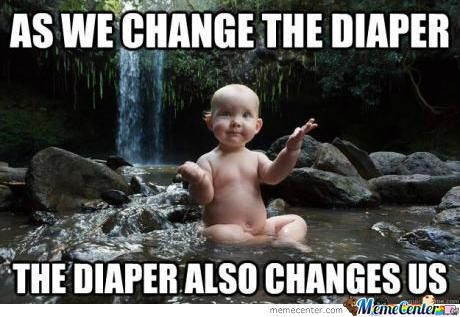 AS WE CHANGE THE DIAPER
THE DIAPER ALSO CHANGES US
memecenter.com MemeCenter